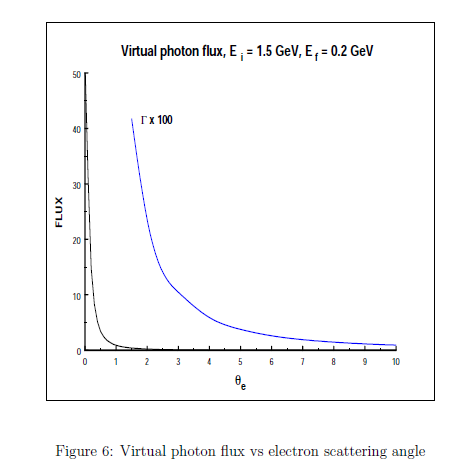 Virtual photon flux, E i = 1.5 GeV, E f = 0.2 GeV
50
40
30
20
10
0
FLUX
Γ x 100
0 1 2 3 4 5 6 7 8 9 10
θe
Figure 6: Virtual photon flux vs electron scattering angle